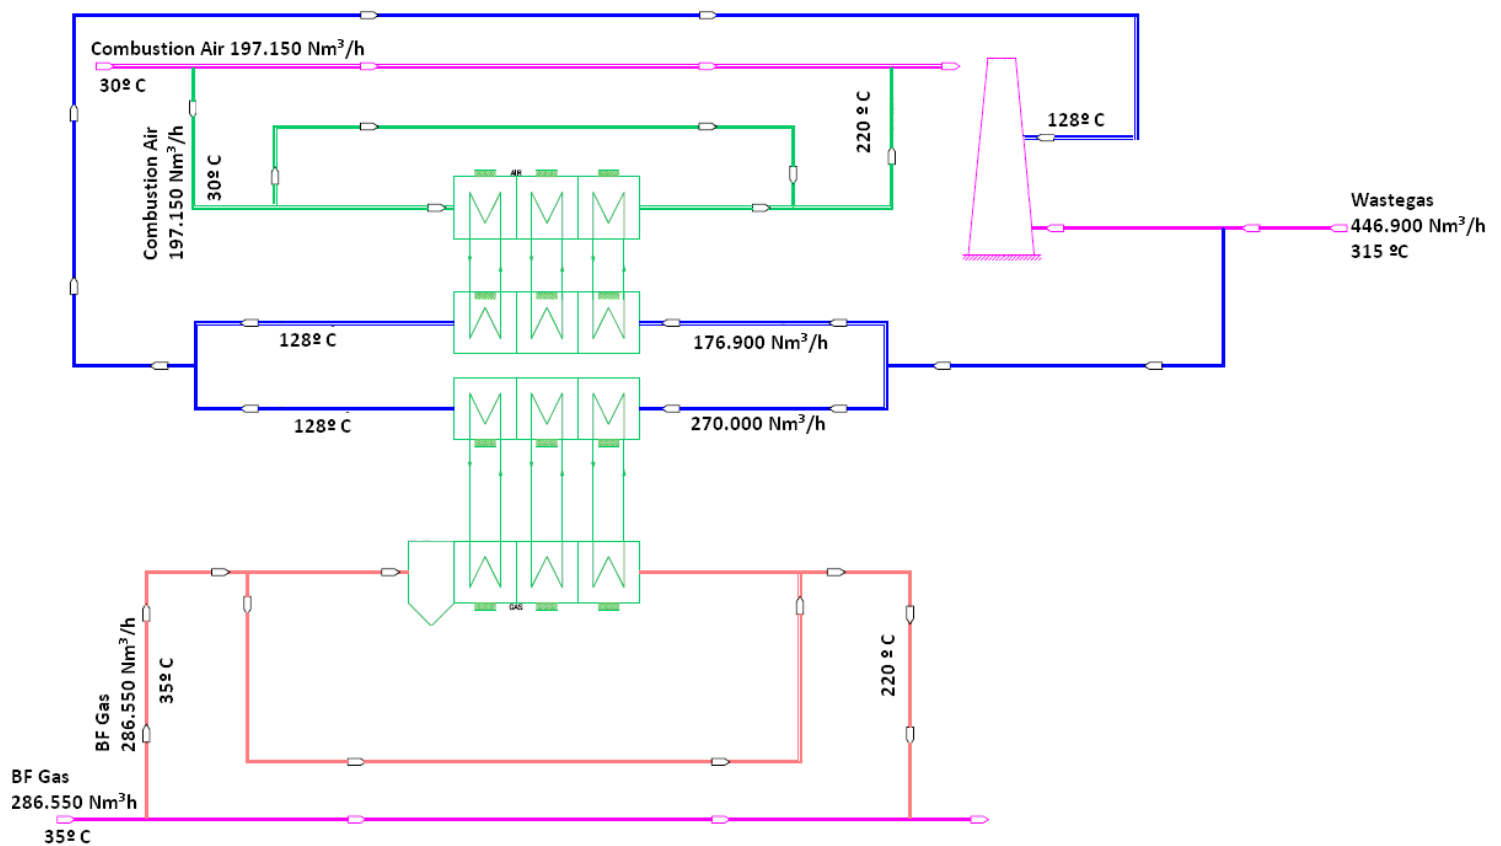 Combustion Air 197.150 Nm³/h
30º C
Combustion Air
197.150 Nm³/h
30º C
220 º C
AIR
128º C
Wastegas
446.900 Nm³/h
315 ºC
128º C
176.900 Nm³/h
128º C
270.000 Nm³/h
GAS
BF Gas
286.550 Nm³/h
35º C
220 º C
BF Gas
286.550 Nm³h
35º C